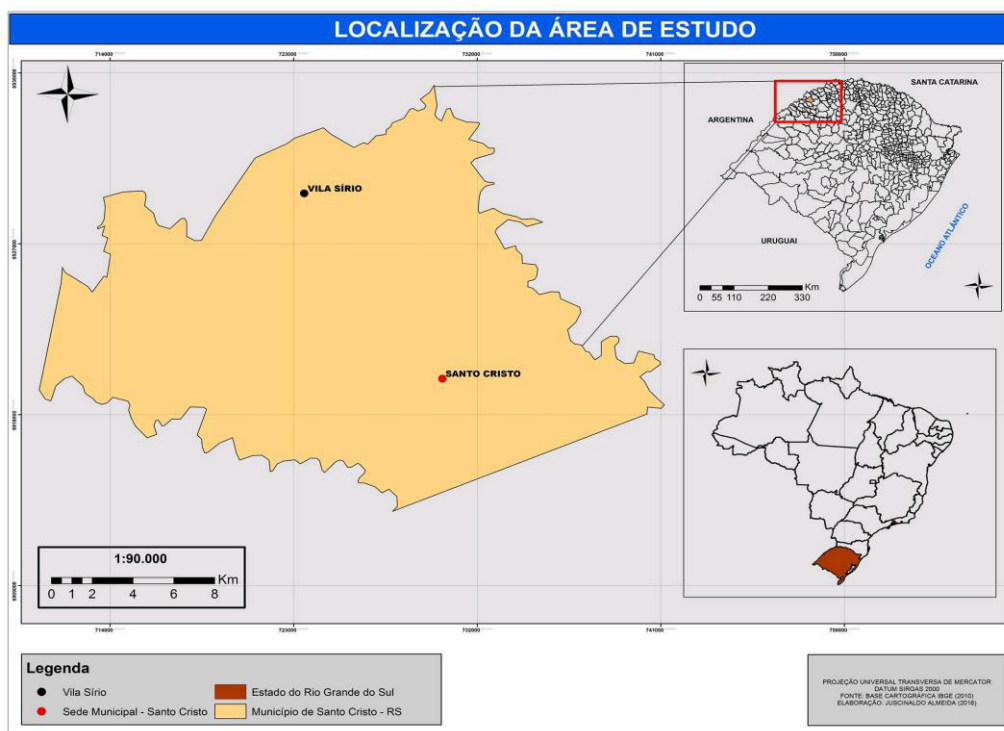 LOCALIZAÇÃO DA ÁREA DE ESTUDO
714000
723000
732000
741000
750000
SANTA CATARINA
ARGENTINA
VILA SÍRIO
URUGUAI
OCEANO ATLÂNTICO
Km
0 55 110 220 330
SANTO CRISTO
1:90.000
Km
0 1 2 4 6 8
714000
723000
732000
741000
750000
Legenda
Vila Sírio
Estado do Rio Grande do Sul
Sede Municipal - Santo Cristo
Município de Santo Cristo - RS
PROJEÇÃO UNIVERSAL TRANSVERSA DE MERCATOR
DATUM SIRGAS 2000
FONTE: BASE CARTOGRÁFICA IBGE (2010)
ELABORAÇÃO: JUSCINALDO ALMEIDA (2016)